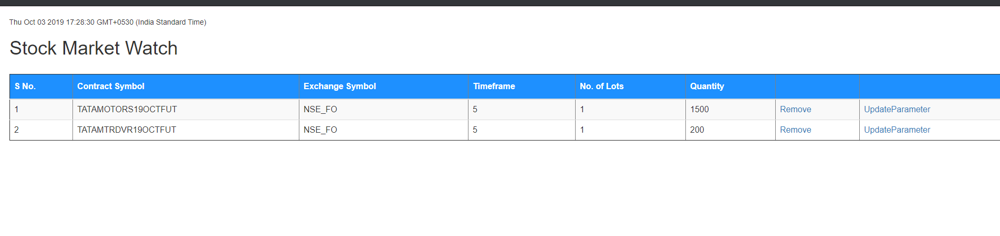 Thu Oct 03 2019 17:28:30 GMT+0530 (India Standard Time)
Stock Market Watch
S No. Contract Symbol Exchange Symbol Timeframe No. of Lots Quantity
1 TATAMOTORS19OCTFUT NSE_FO 5 1 1500 Remove UpdateParameter
2 TATAMTRDVR19OCTFUT NSE_FO 5 1 200 Remove UpdateParameter